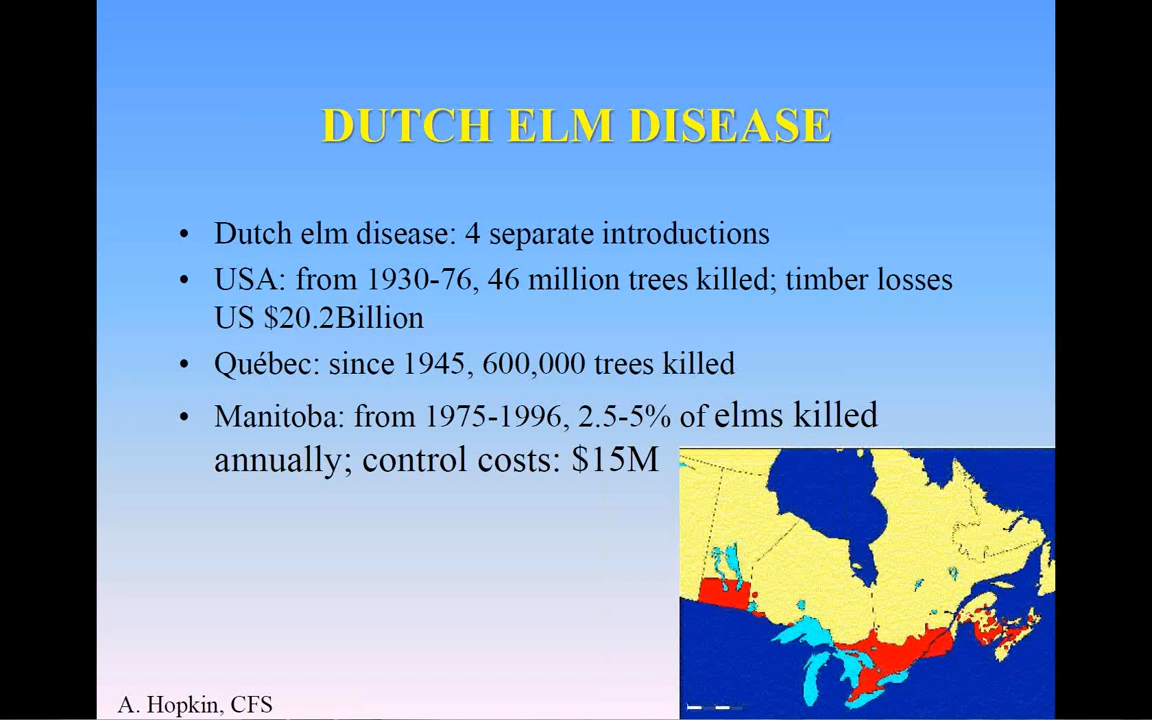 DUTCH ELM DISEASE
• Dutch elm disease: 4 separate introductions
• USA: from 1930-76, 46 million trees killed; timber losses
US $20.2Billion
• Québec: since 1945, 600,000 trees killed
• Manitoba: from 1975-1996, 2.5-5% of elms killed
annually; control costs: $15M
A. Hopkin, CFS